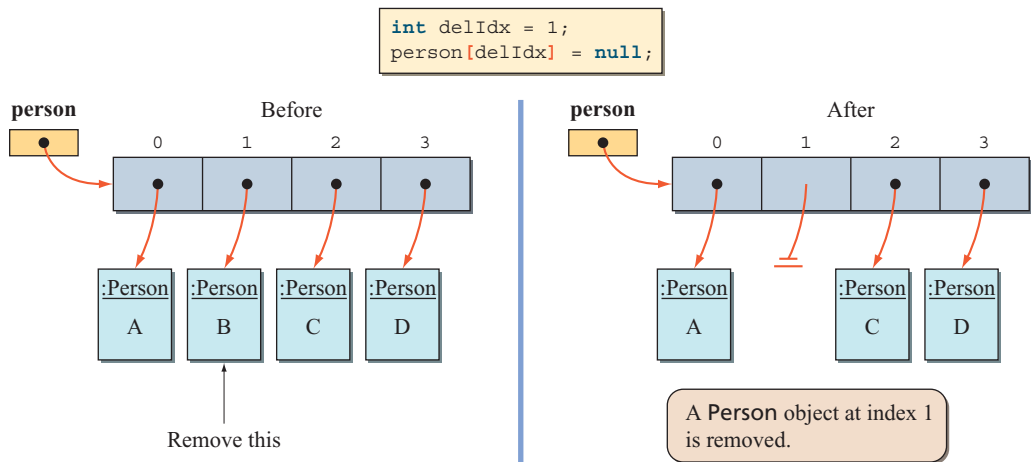 int delIdx = 1;
person[delIdx] = null;
person
Before
0 1 2 3
:Person :Person :Person :Person
A B C D
Remove this
person
After
0 1 2 3
:Person :Person :Person
A C D
A Person object at index 1
is removed.